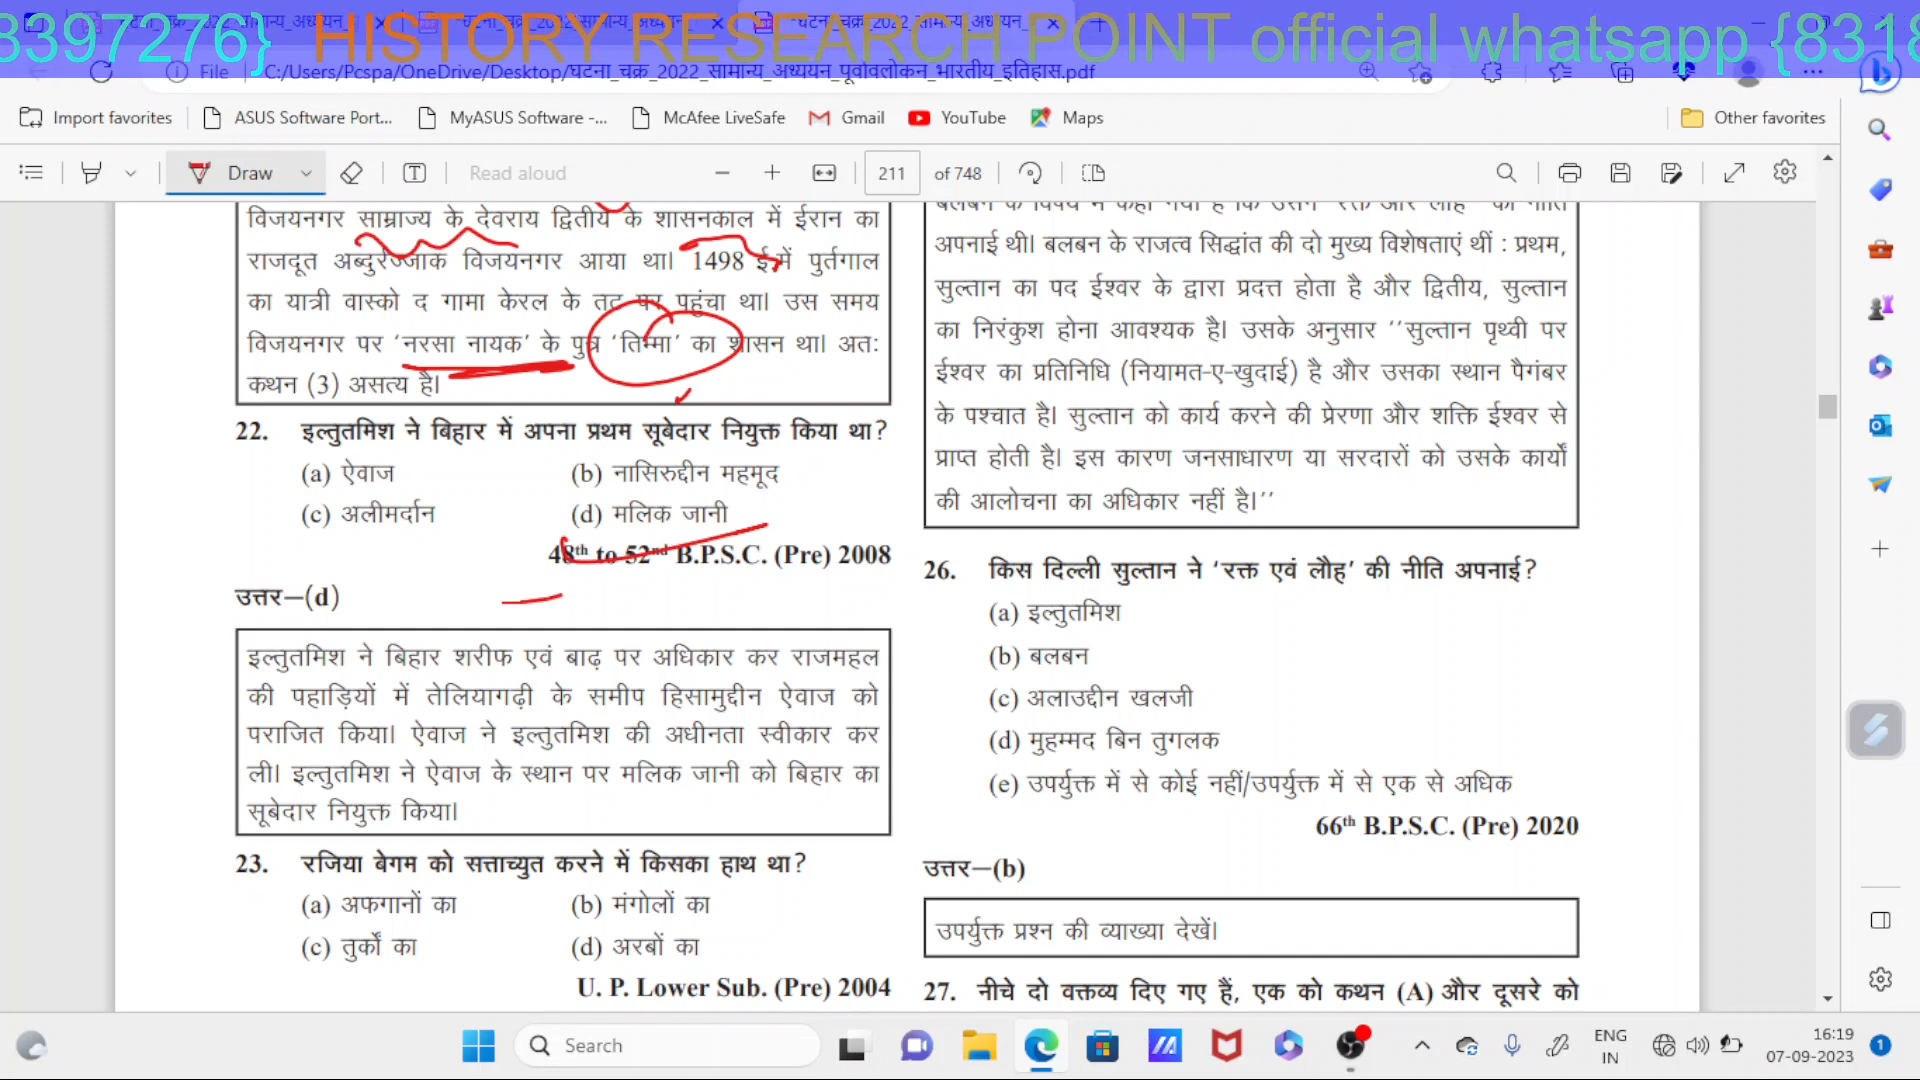 8397276} HISTORY RESEARCH POINT official whatsapp {8318
File C:/Users/Pcspa/OneDrive/Desktop/घटना_चक्र_2022_सामान्य_अध्ययन_पूर्वावलोकन_भारतीय_इतिहास.pdf
Import favorites ASUS Software Port... MyASUS Software -... McAfee LiveSafe Gmail YouTube Maps Other favorites
Draw Read aloud 211 of 748
विजयनगर साम्राज्य के देवराय द्वितीय के शासनकाल में ईरान का
राजदूत अब्दुरज्जाक विजयनगर आया था। 1498 ई. में पुर्तगाल
का यात्री वास्को द गामा केरल के तट पर पहुंचा था। उस समय
विजयनगर पर 'नरसा नायक' के पुत्र 'तिम्मा' का शासन था। अतः
कथन (3) असत्य है।
22. इल्तुतमिश ने बिहार में अपना प्रथम सूबेदार नियुक्त किया था?
(a) ऐवाज (b) नासिरुद्दीन महमूद
(c) अलीमर्दान (d) मलिक जानी
48th to 52nd B.P.S.C. (Pre) 2008
उत्तर–(d)
इल्तुतमिश ने बिहार शरीफ एवं बाढ़ पर अधिकार कर राजमहल
की पहाड़ियों में तेलियागढ़ी के समीप हिसामुद्दीन ऐवाज को
पराजित किया। ऐवाज ने इल्तुतमिश की अधीनता स्वीकार कर
ली। इल्तुतमिश ने ऐवाज के स्थान पर मलिक जानी को बिहार का
सूबेदार नियुक्त किया।
23. रजिया बेगम को सत्ताच्युत करने में किसका हाथ था?
(a) अफगानों का (b) मंगोलों का
(c) तुर्कों का (d) अरबों का
U. P. Lower Sub. (Pre) 2004
बलबन के विषय में कहा गया है कि उसने 'रक्त और लौह' की नीति
अपनाई थी। बलबन के राजत्व सिद्धांत की दो मुख्य विशेषताएं थीं : प्रथम,
सुल्तान का पद ईश्वर के द्वारा प्रदत्त होता है और द्वितीय, सुल्तान
का निरंकुश होना आवश्यक है। उसके अनुसार ''सुल्तान पृथ्वी पर
ईश्वर का प्रतिनिधि (नियामत-ए-खुदाई) है और उसका स्थान पैगंबर
के पश्चात है। सुल्तान को कार्य करने की प्रेरणा और शक्ति ईश्वर से
प्राप्त होती है। इस कारण जनसाधारण या सरदारों को उसके कार्यों
की आलोचना का अधिकार नहीं है।''
26. किस दिल्ली सुल्तान ने 'रक्त एवं लौह' की नीति अपनाई?
(a) इल्तुतमिश
(b) बलबन
(c) अलाउद्दीन खलजी
(d) मुहम्मद बिन तुगलक
(e) उपर्युक्त में से कोई नहीं/उपर्युक्त में से एक से अधिक
66th B.P.S.C. (Pre) 2020
उत्तर–(b)
उपर्युक्त प्रश्न की व्याख्या देखें।
27. नीचे दो वक्तव्य दिए गए हैं, एक को कथन (A) और दूसरे को
Search ENG IN 16:19 07-09-2023 1